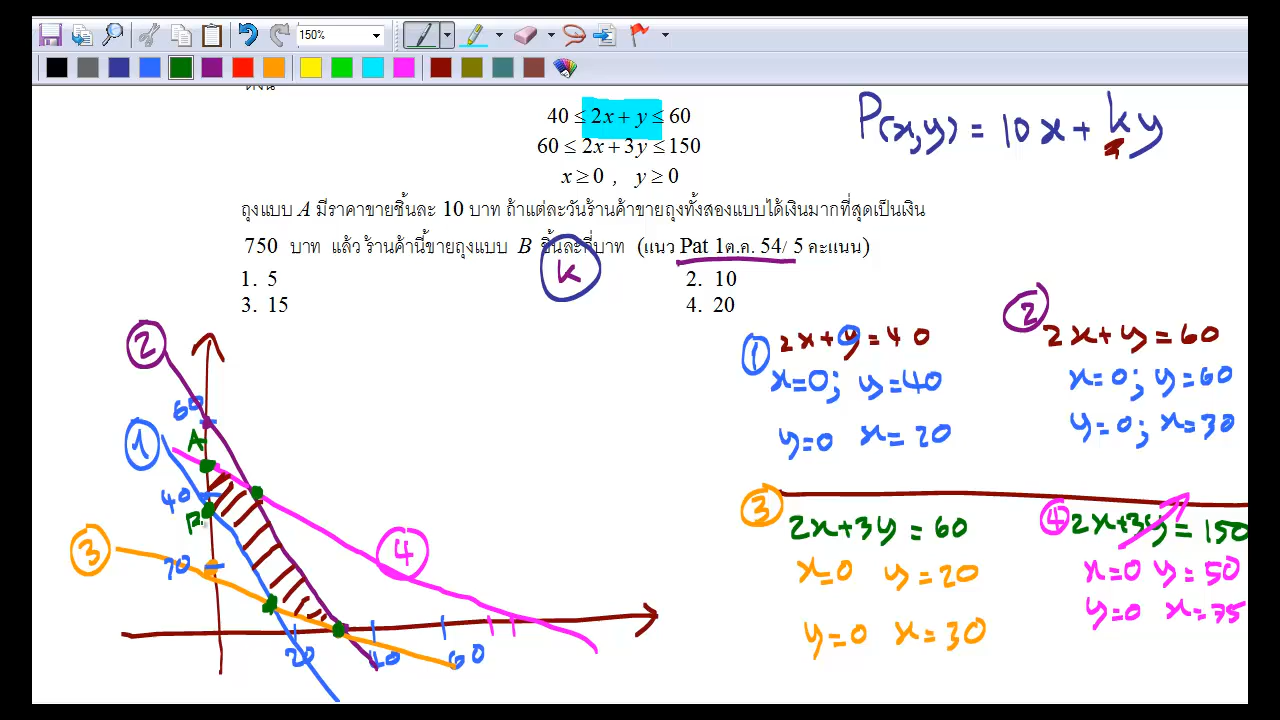 150%
ดังนี้
40 ≤ 2x + y ≤ 60
60 ≤ 2x + 3y ≤ 150
x ≥ 0 , y ≥ 0
P(x,y) = 10x + ky
ถุงแบบ A มีราคาขายชิ้นละ 10 บาท ถ้าแต่ละวันร้านค้าขายถุงทั้งสองแบบได้เงินมากที่สุดเป็นเงิน
750 บาท แล้ว ร้านค้านี้ขายถุงแบบ B ชิ้นละกี่บาท (แนว Pat 1ต.ค. 54/ 5 คะแนน)
k
1. 5
2. 10
3. 15
4. 20
① 2x+y=40
x=0; y=40
y=0 x=20
② 2x+y=60
x=0; y=60
y=0; x=30
③ 2x+3y=60
x=0 y=20
y=0 x=30
④ 2x+3y=150
x=0 y=50
y=0 x=75
②
60
A
①
40
③
20
④
20
40
60